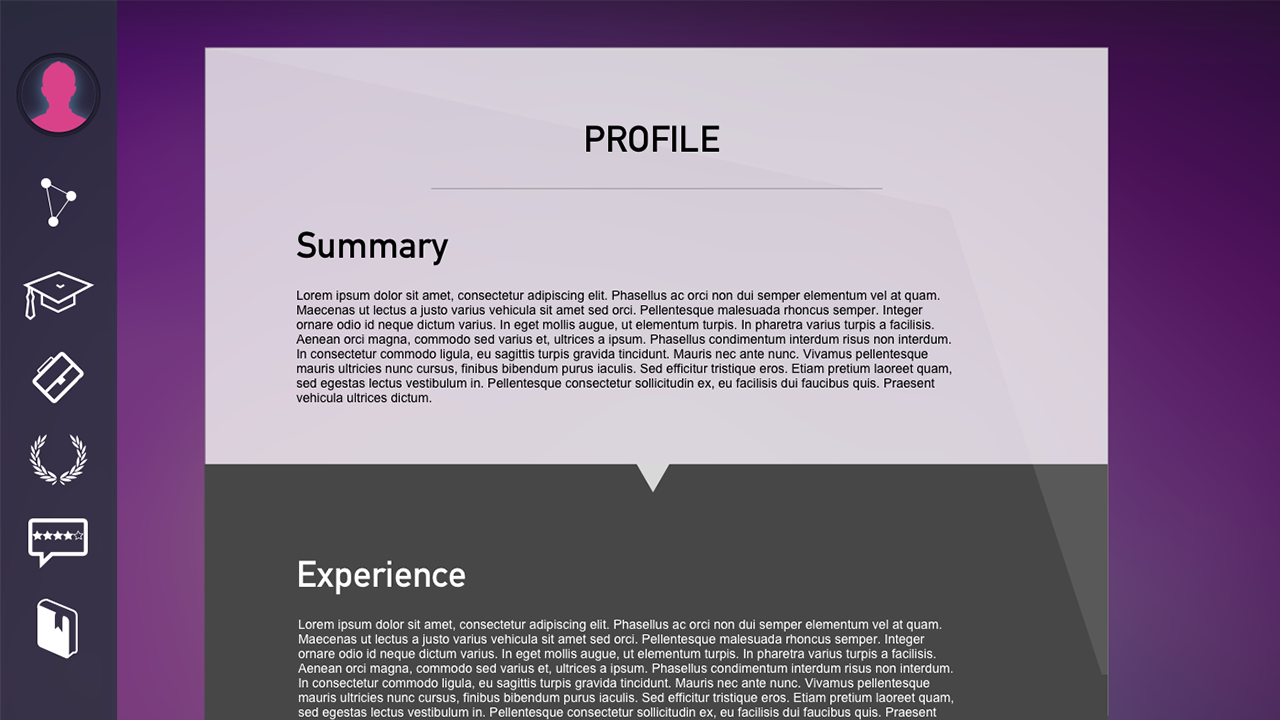 PROFILE
Summary
Lorem ipsum dolor sit amet, consectetur adipiscing elit. Phasellus ac orci non dui semper elementum vel at quam.
Maecenas ut lectus a justo varius vehicula sit amet sed orci. Pellentesque malesuada rhoncus semper. Integer
ornare odio id neque dictum varius. In eget mollis augue, ut elementum turpis. In pharetra varius turpis a facilisis.
Aenean orci magna, commodo sed varius et, ultrices a ipsum. Phasellus condimentum interdum risus non interdum.
In consectetur commodo ligula, eu sagittis turpis gravida tincidunt. Mauris nec ante nunc. Vivamus pellentesque
mauris ultricies nunc cursus, finibus bibendum purus iaculis. Sed efficitur tristique eros. Etiam pretium laoreet quam,
sed egestas lectus vestibulum in. Pellentesque consectetur sollicitudin ex, eu facilisis dui faucibus quis. Praesent
vehicula ultrices dictum.
Experience
Lorem ipsum dolor sit amet, consectetur adipiscing elit. Phasellus ac orci non dui semper elementum vel at quam.
Maecenas ut lectus a justo varius vehicula sit amet sed orci. Pellentesque malesuada rhoncus semper. Integer
ornare odio id neque dictum varius. In eget mollis augue, ut elementum turpis. In pharetra varius turpis a facilisis.
Aenean orci magna, commodo sed varius et, ultrices a ipsum. Phasellus condimentum interdum risus non interdum.
In consectetur commodo ligula, eu sagittis turpis gravida tincidunt. Mauris nec ante nunc. Vivamus pellentesque
mauris ultricies nunc cursus, finibus bibendum purus iaculis. Sed efficitur tristique eros. Etiam pretium laoreet quam,
sed egestas lectus vestibulum in. Pellentesque consectetur sollicitudin ex, eu facilisis dui faucibus quis. Praesent